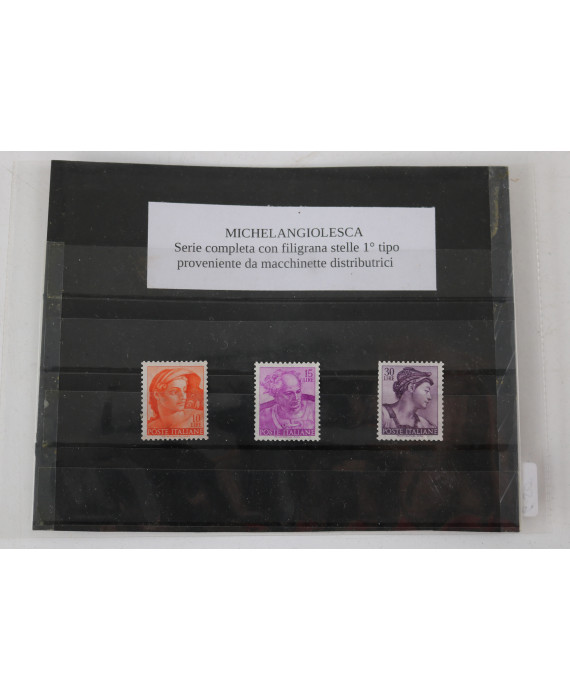 MICHELANGIOLESCA
Serie completa con filigrana stelle 1° tipo
proveniente da macchinette distributrici
10
POSTE ITALIANE
15
LIRE
POSTE ITALIANE
30
LIRE
POSTE ITALIANE